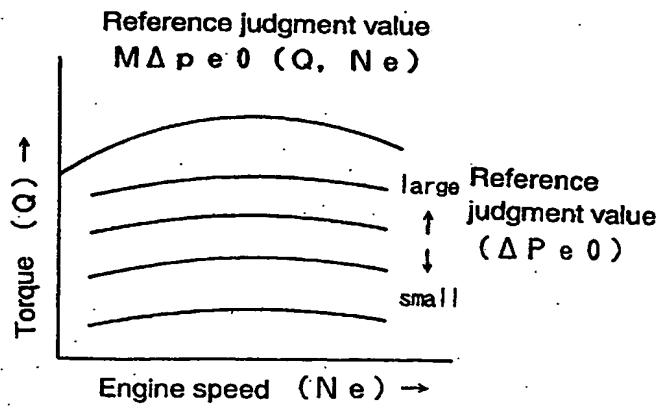 Reference judgment value
MΔpe0 (Q, Ne)
Torque (Q) →
large
↑
↓
small
Reference
judgment value
(ΔPe0)
Engine speed (Ne) →